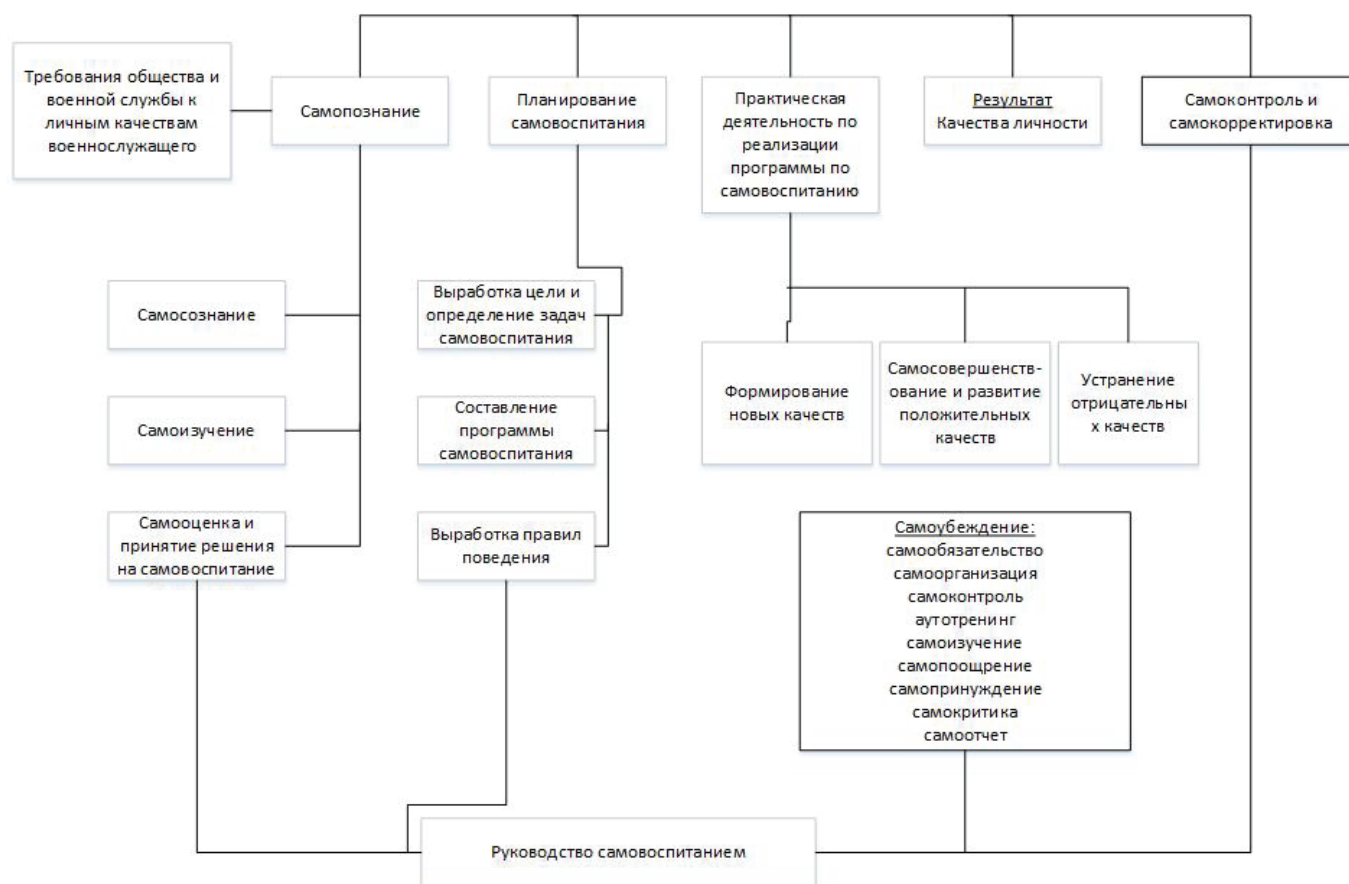 Требования общества и
военной службы к
личным качествам
военнослужащего
Самопознание
Планирование
самовоспитания
Практическая
деятельность по
реализации
программы по
самовоспитанию
Результат
Качества личности
Самоконтроль и
самокорректировка
Самосознание
Самоизучение
Самооценка и
принятие решения
на самовоспитание
Выработка цели и
определение задач
самовоспитания
Составление
программы
самовоспитания
Выработка правил
поведения
Формирование
новых качеств
Самосовершенств-
ование и развитие
положительных
качеств
Устранение
отрицательны
х качеств
Самоубеждение:
самообязательство
самоорганизация
самоконтроль
аутотренинг
самоизучение
самопоощрение
самопринуждение
самокритика
самоотчет
Руководство самовоспитанием